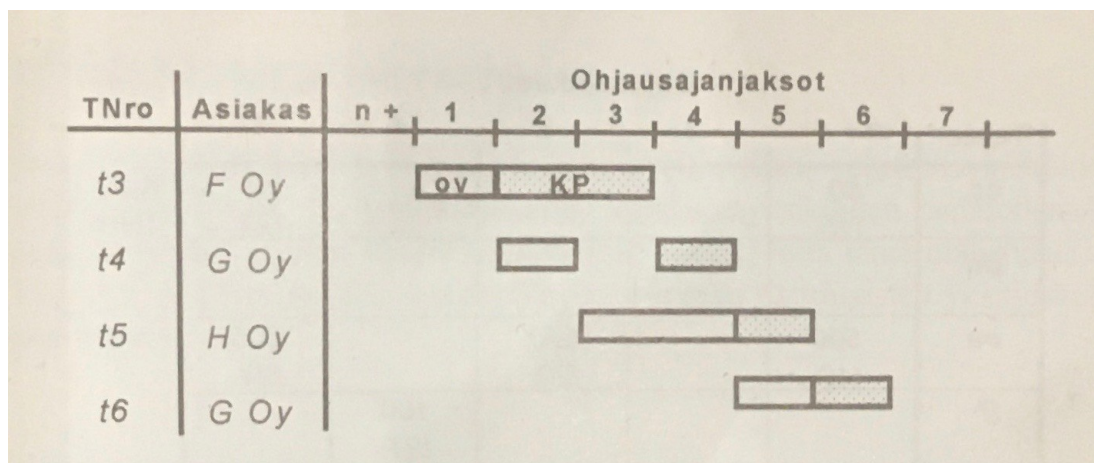 Ohjausajanjaksot
TNro Asiakas n + 1 2 3 4 5 6 7
t3 F Oy ov KP
t4 G Oy
t5 H Oy
t6 G Oy